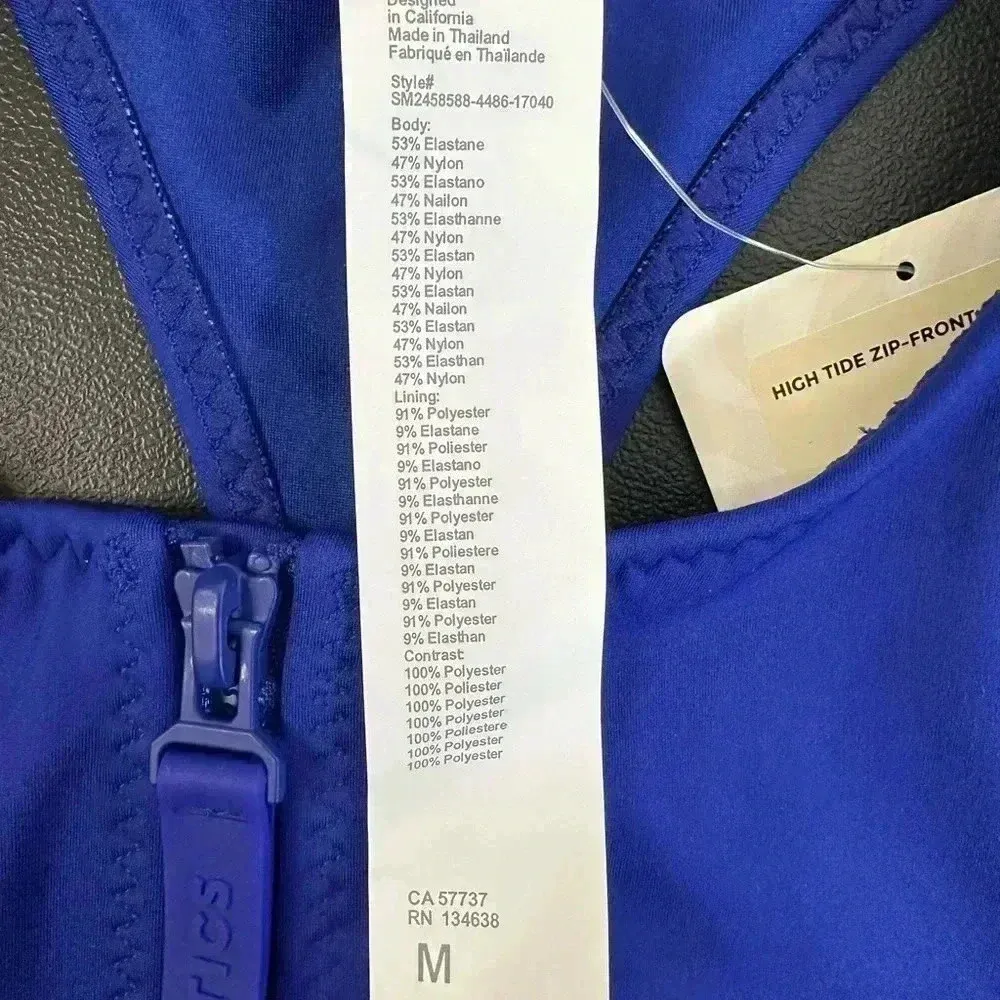 Designed
in California
Made in Thailand
Fabriqué en Thaïlande
Style#
SM2458588-4486-17040
Body:
53% Elastane
47% Nylon
53% Elastano
47% Nailon
53% Elasthanne
47% Nylon
53% Elastan
47% Nylon
53% Elastan
47% Nailon
53% Elastan
47% Nylon
53% Elasthan
47% Nylon
Lining:
91% Polyester
9% Elastane
91% Poliester
9% Elastano
91% Polyester
9% Elasthanne
91% Polyester
9% Elastan
91% Poliestere
9% Elastan
91% Polyester
9% Elastan
91% Polyester
9% Elasthan
Contrast:
100% Polyester
100% Poliester
100% Polyester
100% Polyester
100% Poliestere
100% Polyester
100% Polyester
CA 57737
RN 134638
M
HIGH TIDE ZIP-FRONT
TICS